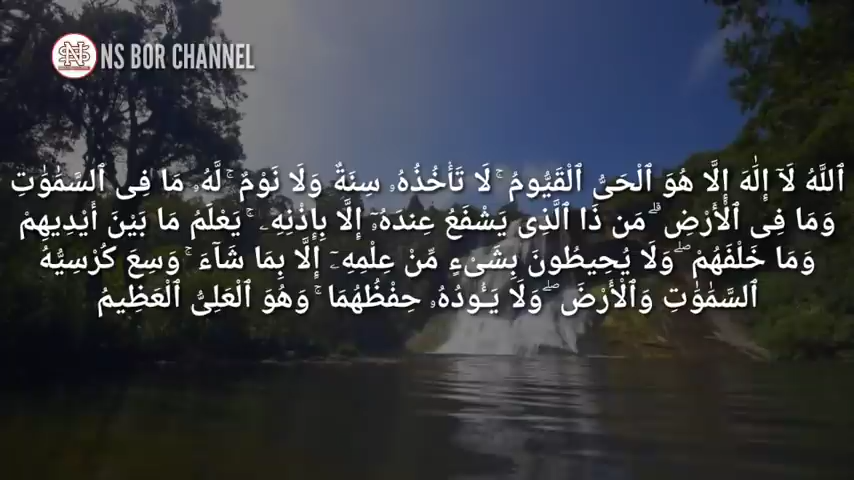 NS BOR CHANNEL
ٱللَّهُ لَآ إِلَٰهَ إِلَّا هُوَ ٱلْحَىُّ ٱلْقَيُّومُ ۚ لَا تَأْخُذُهُۥ سِنَةٌ وَلَا نَوْمٌ ۚ لَّهُۥ مَا فِى ٱلسَّمَٰوَٰتِ
وَمَا فِى ٱلْأَرْضِ ۗ مَن ذَا ٱلَّذِى يَشْفَعُ عِندَهُۥٓ إِلَّا بِإِذْنِهِۦ ۚ يَعْلَمُ مَا بَيْنَ أَيْدِيهِمْ
وَمَا خَلْفَهُمْ ۖ وَلَا يُحِيطُونَ بِشَىْءٍ مِّنْ عِلْمِهِۦٓ إِلَّا بِمَا شَآءَ ۚ وَسِعَ كُرْسِيُّهُ
ٱلسَّمَٰوَٰتِ وَٱلْأَرْضَ ۖ وَلَا يَـُٔودُهُۥ حِفْظُهُمَا ۚ وَهُوَ ٱلْعَلِىُّ ٱلْعَظِيمُ